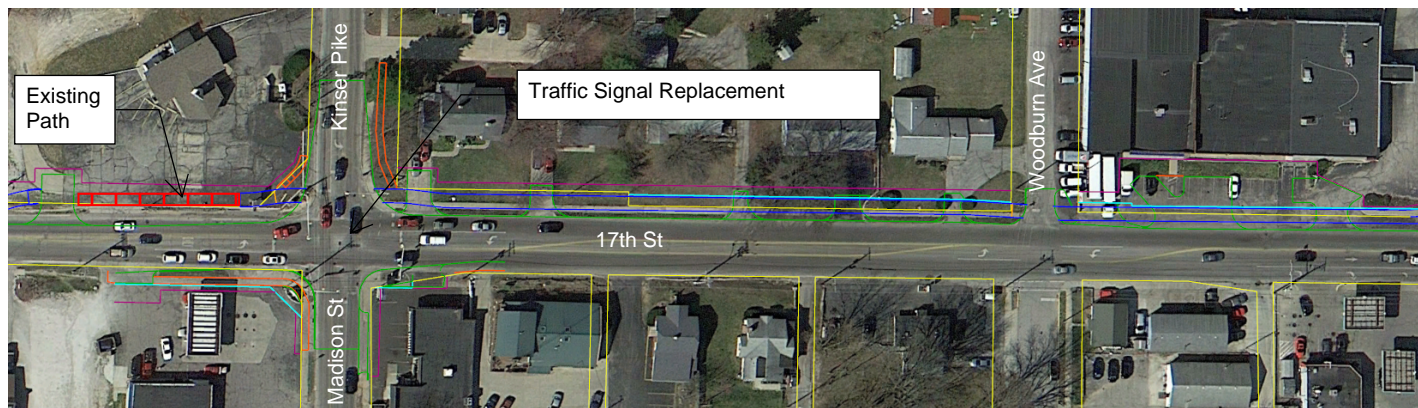 Existing
Path
Kinser Pike
Traffic Signal Replacement
Woodburn Ave
17th St
Madison St